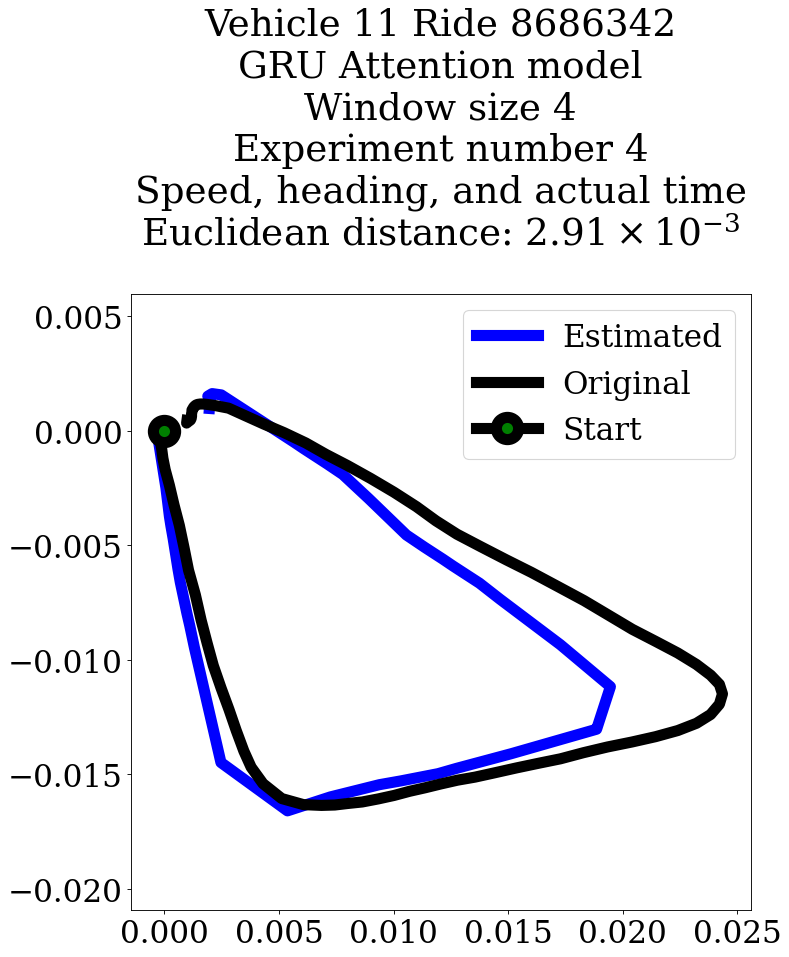 Vehicle 11 Ride 8686342
GRU Attention model
Window size 4
Experiment number 4
Speed, heading, and actual time
Euclidean distance: 2.91 × 10⁻³
0.005
0.000
−0.005
−0.010
−0.015
−0.020
Estimated
Original
Start
0.000 0.005 0.010 0.015 0.020 0.025